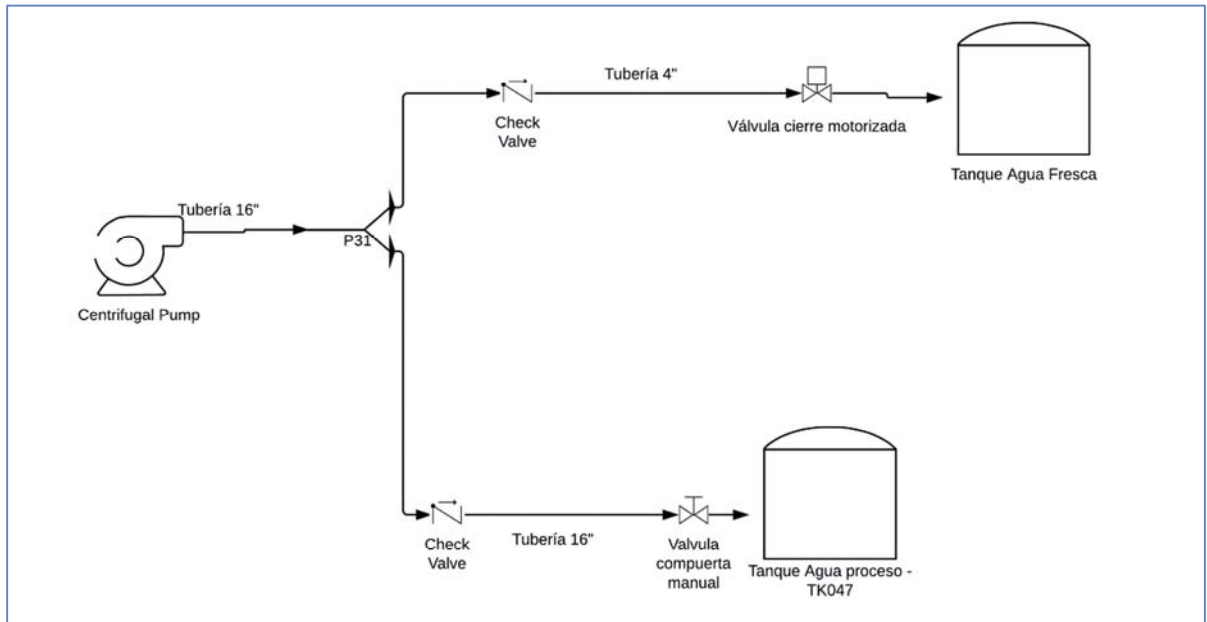 Tubería 4"
Check
Valve
Válvula cierre motorizada
Tanque Agua Fresca
Tubería 16"
P31
Centrifugal Pump
Check
Valve
Tubería 16"
Valvula
compuerta
manual
Tanque Agua proceso -
TK047